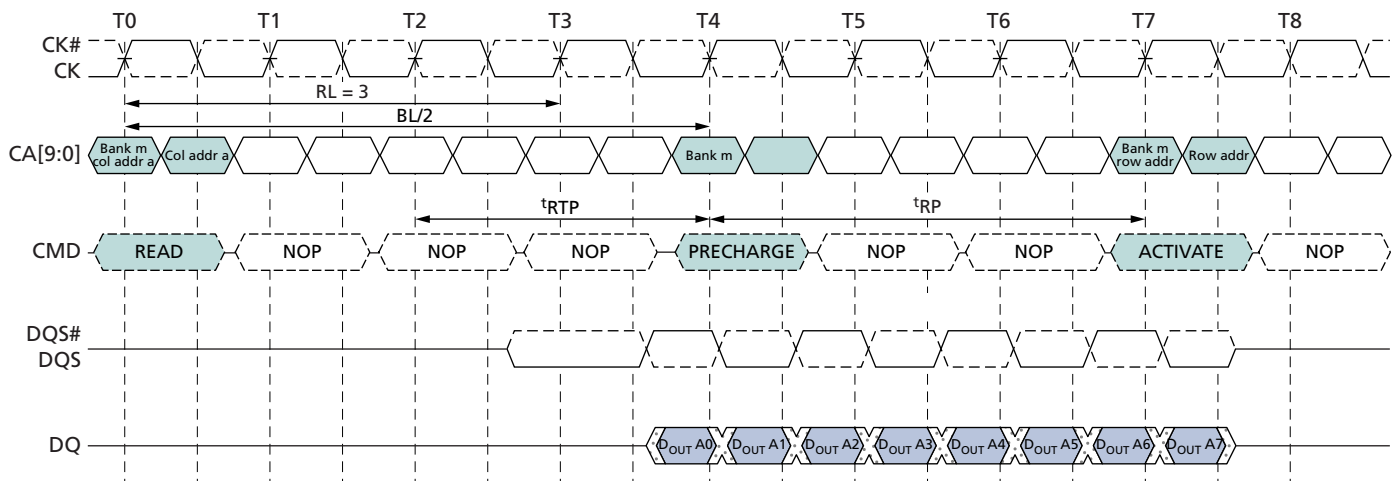 T0 T1 T2 T3 T4 T5 T6 T7 T8
CK#
CK
RL = 3
BL/2
CA[9:0]
Bank m col addr a
Col addr a
Bank m
Bank m row addr
Row addr
tRTP
tRP
CMD
READ NOP NOP NOP PRECHARGE NOP NOP ACTIVATE NOP
DQS#
DQS
DQ
DOUT A0 DOUT A1 DOUT A2 DOUT A3 DOUT A4 DOUT A5 DOUT A6 DOUT A7